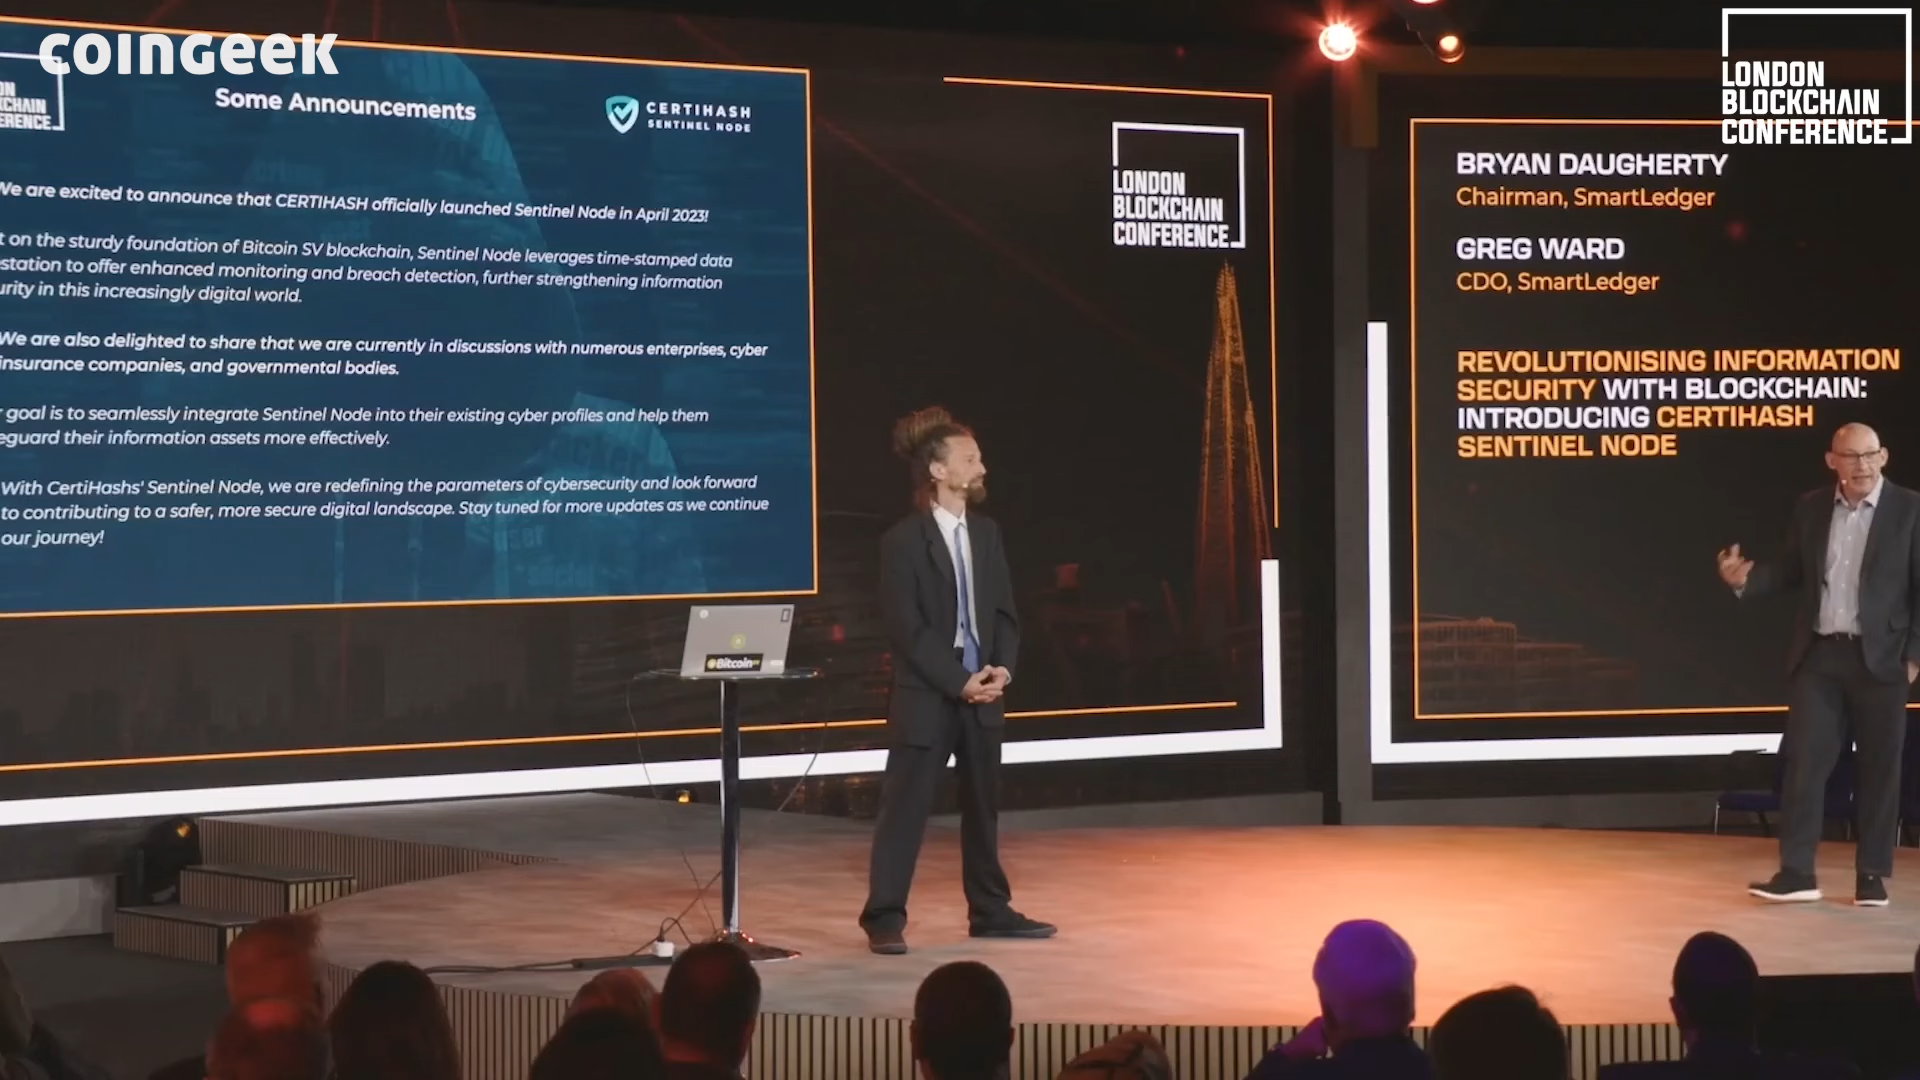 COINGEEK
LONDON
BLOCKCHAIN
CONFERENCE
Some Announcements
CERTIHASH
SENTINEL NODE
We are excited to announce that CERTIHASH officially launched Sentinel Node in April 2023!
on the sturdy foundation of Bitcoin SV blockchain, Sentinel Node leverages time-stamped data
to offer enhanced monitoring and breach detection, further strengthening information
in this increasingly digital world.
We are also delighted to share that we are currently in discussions with numerous enterprises, cyber
insurance companies, and governmental bodies.
goal is to seamlessly integrate Sentinel Node into their existing cyber profiles and help them
their information assets more effectively.
With CertiHashs' Sentinel Node, we are redefining the parameters of cybersecurity and look forward
to contributing to a safer, more secure digital landscape. Stay tuned for more updates as we continue
our journey!
Bitcoin
LONDON
BLOCKCHAIN
CONFERENCE
BRYAN DAUGHERTY
Chairman, SmartLedger
GREG WARD
CDO, SmartLedger
REVOLUTIONISING INFORMATION
SECURITY WITH BLOCKCHAIN:
INTRODUCING CERTIHASH
SENTINEL NODE